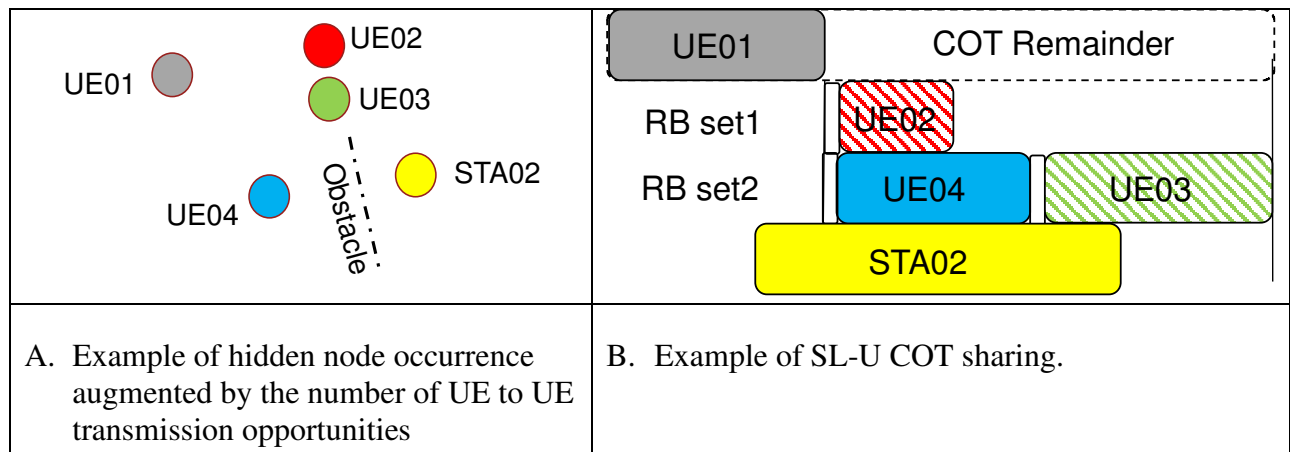 UE02
UE01
UE03
STA02
UE04
Obstacle
UE01 COT Remainder
RB set1 UE02
RB set2 UE04 UE03
STA02
A. Example of hidden node occurrence
augmented by the number of UE to UE
transmission opportunities
B. Example of SL-U COT sharing.